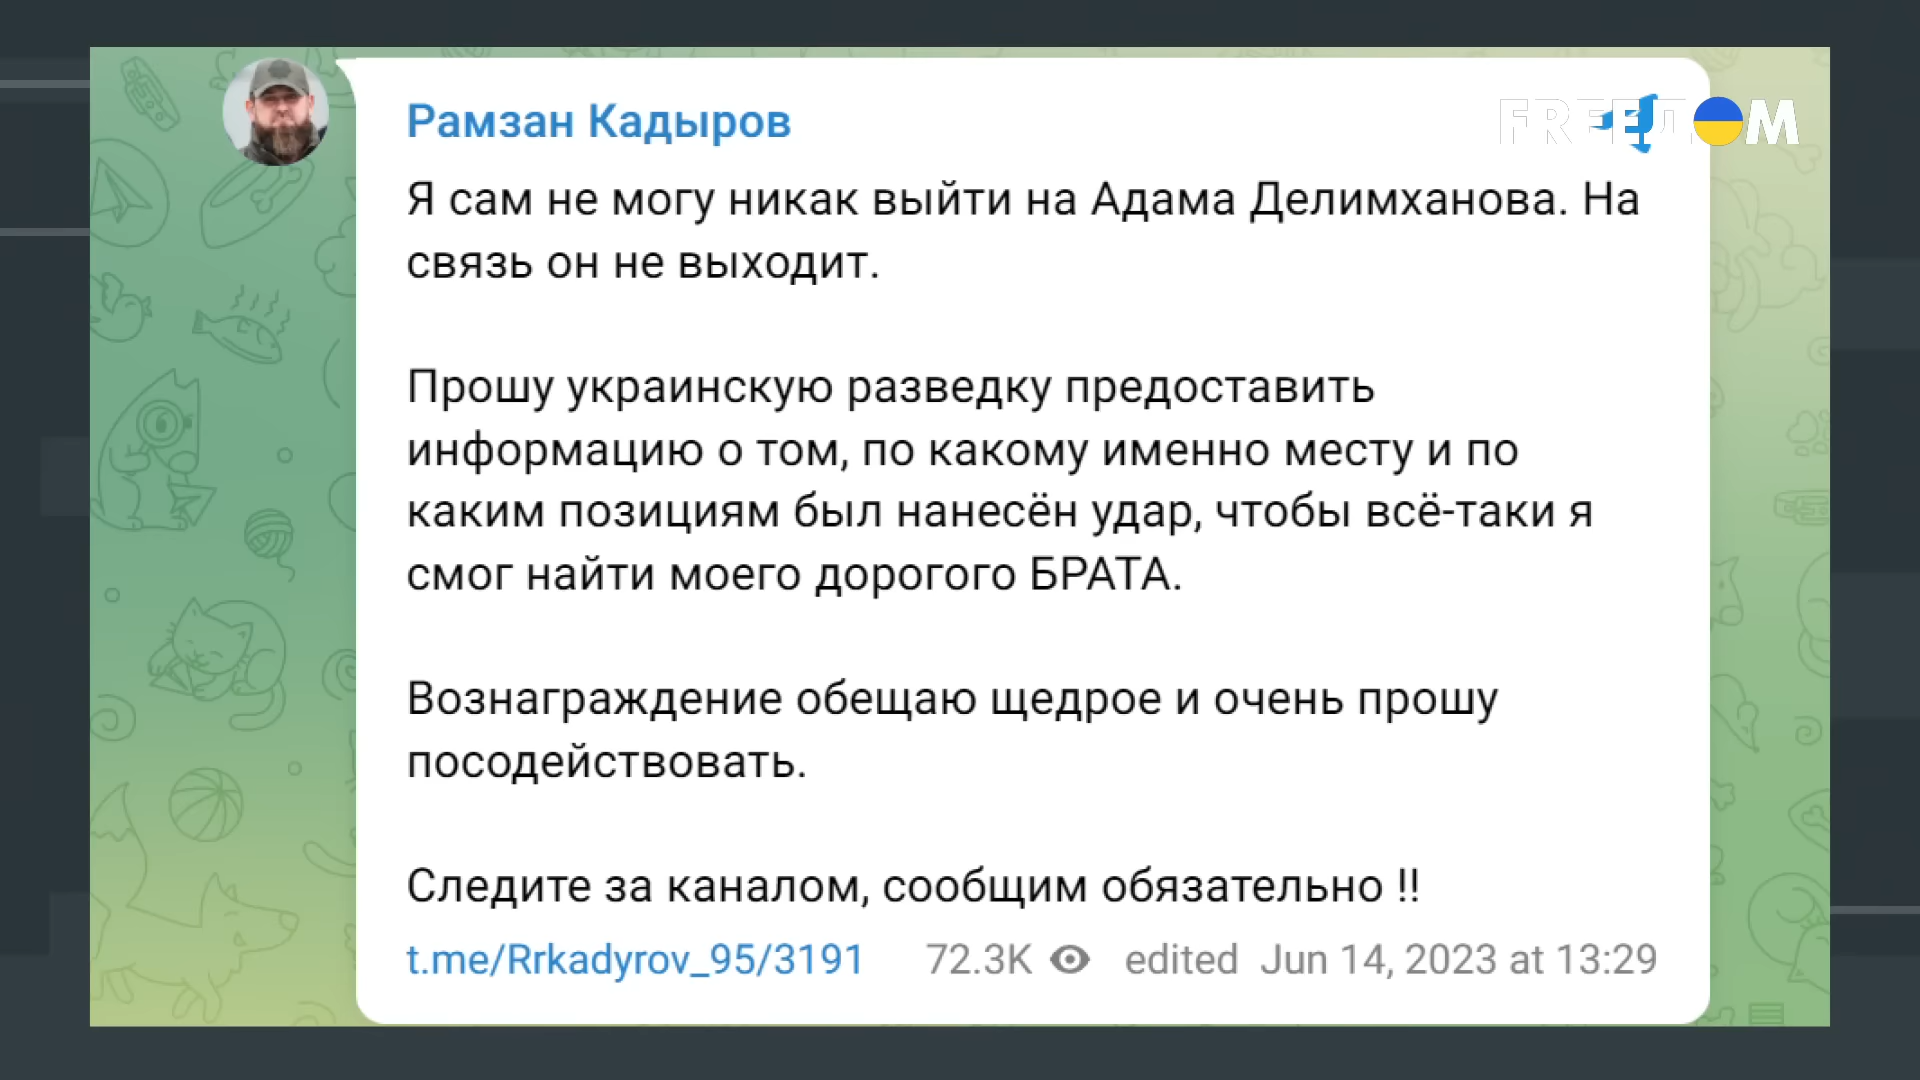 Рамзан Кадыров
FREEДOM
Я сам не могу никак выйти на Адама Делимханова. На
связь он не выходит.
Прошу украинскую разведку предоставить
информацию о том, по какому именно месту и по
каким позициям был нанесён удар, чтобы всё-таки я
смог найти моего дорогого БРАТА.
Вознаграждение обещаю щедрое и очень прошу
посодействовать.
Следите за каналом, сообщим обязательно !!
t.me/Rrkadyrov_95/3191 72.3K edited Jun 14, 2023 at 13:29